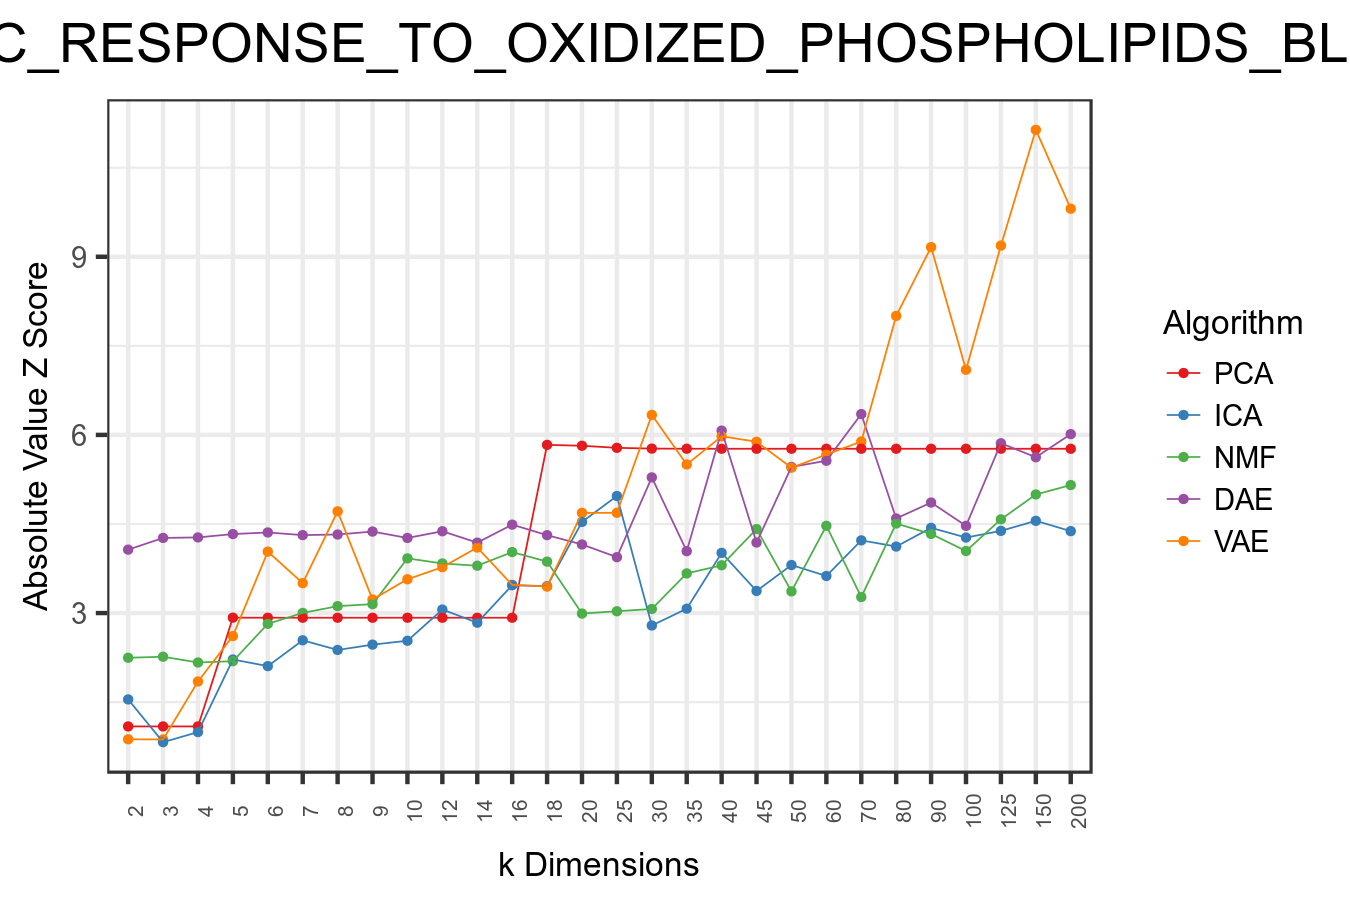 C_RESPONSE_TO_OXIDIZED_PHOSPHOLIPIDS_BL
Absolute Value Z Score
9
6
3
2 3 4 5 6 7 8 9 10 12 14 16 18 20 25 30 35 40 45 50 60 70 80 90 100 125 150 200
k Dimensions
Algorithm
PCA
ICA
NMF
DAE
VAE